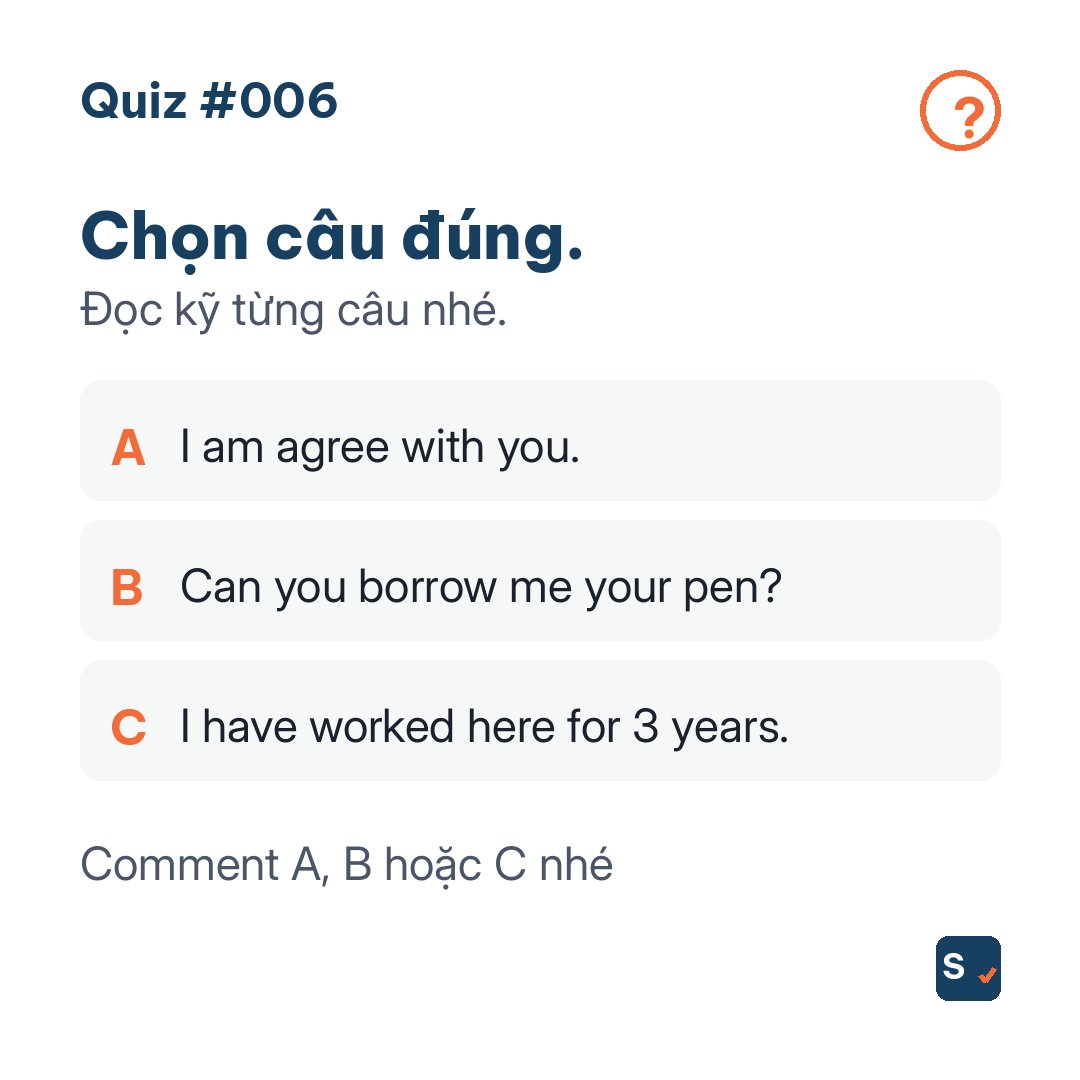 Quiz #006
?
Chọn câu đúng.
Đọc kỹ từng câu nhé.
A I am agree with you.
B Can you borrow me your pen?
C I have worked here for 3 years.
Comment A, B hoặc C nhé
S